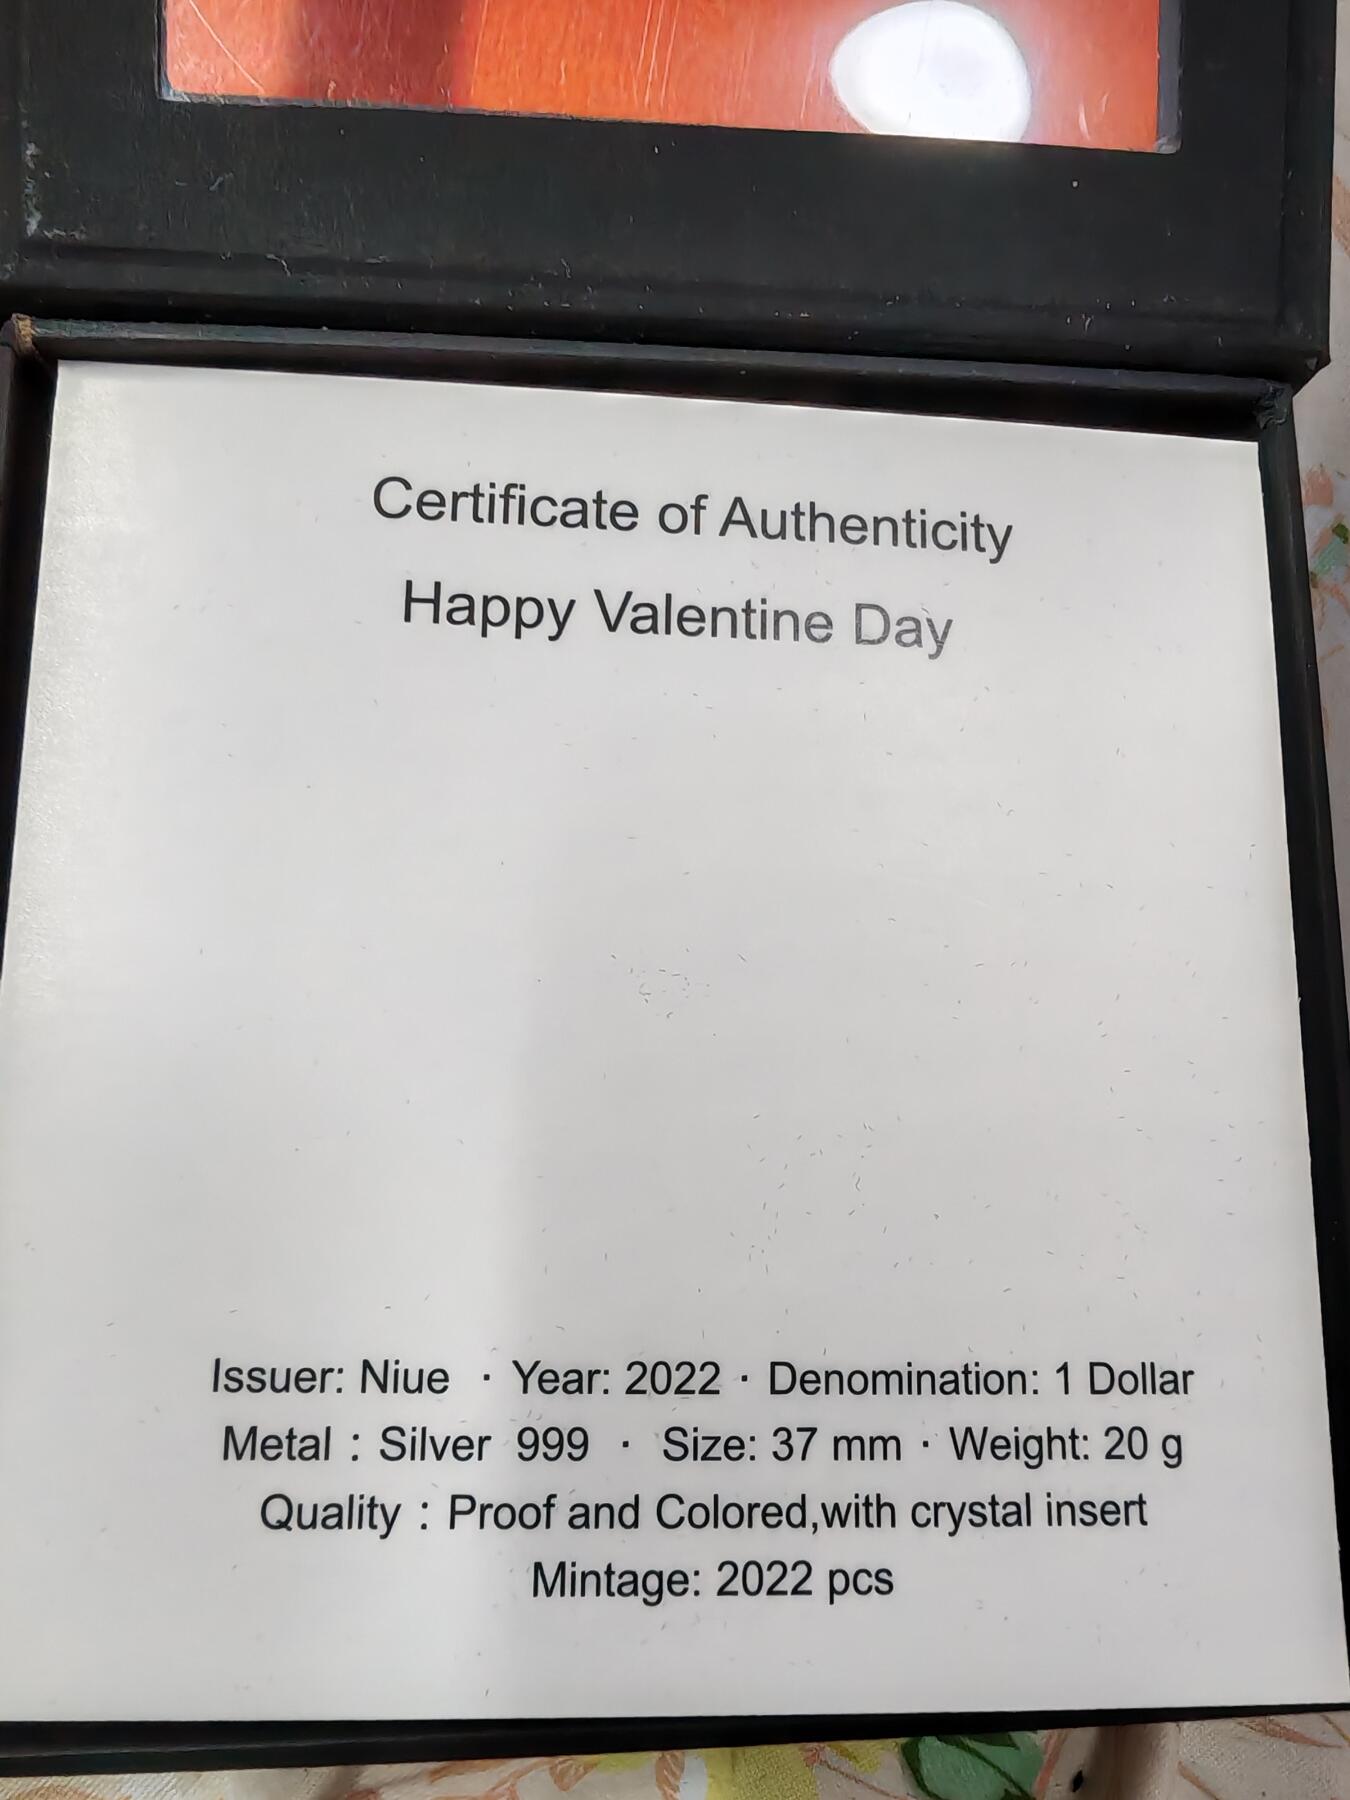 Certificate of Authenticity
Happy Valentine Day
Issuer: Niue · Year: 2022 · Denomination: 1 Dollar
Metal : Silver 999 · Size: 37 mm · Weight: 20 g
Quality : Proof and Colored,with crystal insert
Mintage: 2022 pcs